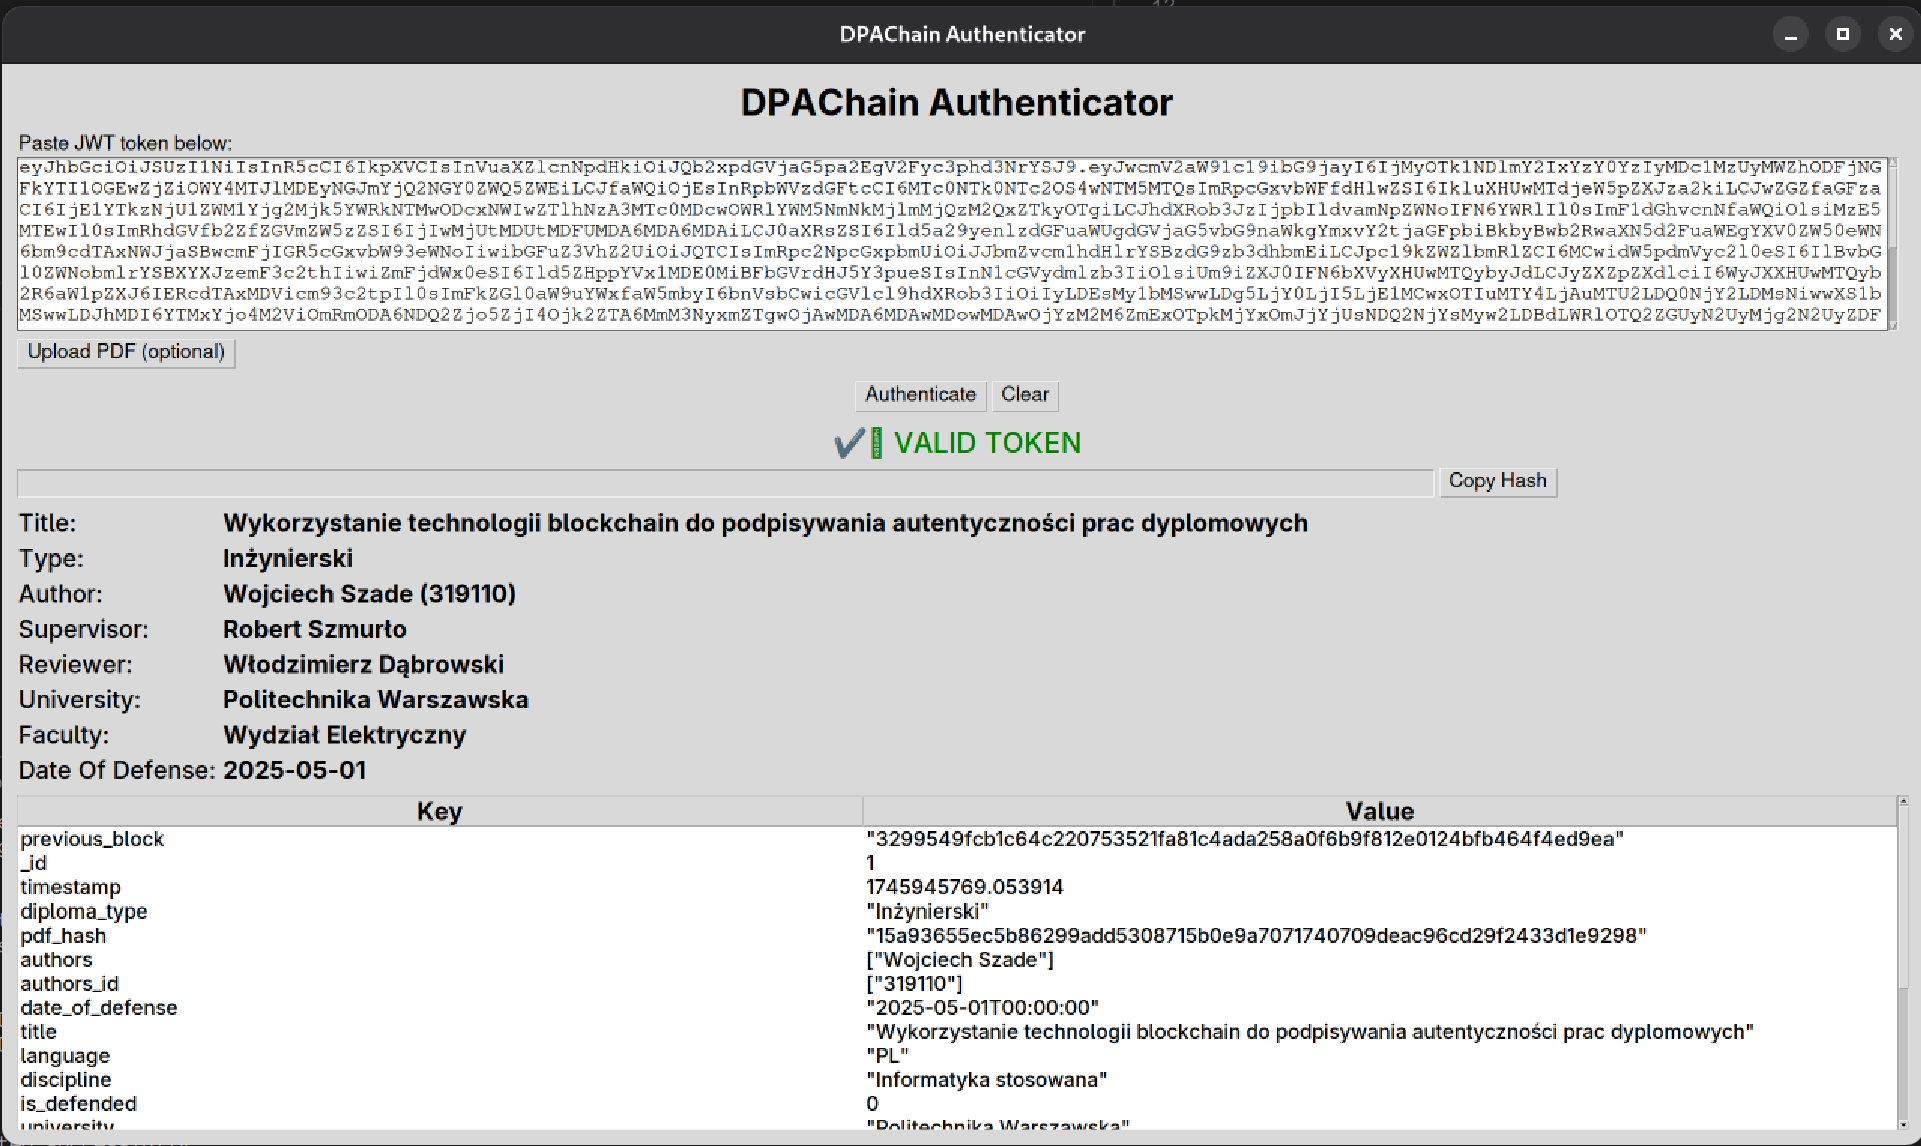 DPAChain Authenticator
DPAChain Authenticator
Paste JWT token below:
eyJhbGciOiJSUzI1NiIsInR5cCI6IkpXVCIsInVuaXZlcnNpdHkiOiJQb2xpdGVjaG5pa2EgV2Fyc3phd3NrYSJ9.eyJwcmV2aW91c19ibG9jayI6IjMyOTk1NDlmY2IxYzY0YzIyMDc1MzUyMWZhODFjNG
FkYTI1OGEwZjZiOWY4MTJlMDEyNGJmYjQ2NGY0ZWQ5ZWEiLCJfaWQiOjEsInRpbWVzdGFtcCI6MTc0NTk0NTc2OS4wNTM5MTQsImRpcGxvbWFfdHlwZSI6IkluXHUwMTdjeW5pZXJza2kiLCJwZGZfaGFza
CI6IjE1YTkzNjU1ZWM1Yjg2Mjk5YWRkNTMwODcxNWIwZTlhNzA3MTc0MDcwOWRlYWM5NmNkMjlmMjQzM2QxZTkyOTgiLCJhdXRob3JzIjpbIldvamNpZWNoIFN6YWRlIl0sImF1dGhvcnNfaWQiOlsiMzE5
MTEwIl0sImRhdGVfb2ZfZGVmZW5zZSI6IjIwMjUtMDUtMDFUMDA6MDA6MDAiLCJ0aXRsZSI6Ild5a29yenlzdGFuaWUgdGVjaG5vbG9naWkgYmxvY2tjaGFpbiBkbyBwb2RwaXN5d2FuaWEgYXV0ZW50eWN
6bm9cdTAxNWJjaSBwcmFjIGR5cGxvbW93eWNoIiwibGFuZ3VhZ2UiOiJQTCIsImRpc2NpcGxpbmUiOiJJbmZvcm1hdHlrYSBzdG9zb3dhbmEiLCJpc19kZWZlbmRlZCI6MCwidW5pdmVyc2l0eSI6IlBvbG
l0ZWNobmlrYSBXYXJzemF3c2thIiwiZmFjdWx0eSI6Ild5ZHppYVx1MDE0MiBFbGVrdHJ5Y3pueSIsInN1cGVydmlzb3IiOlsiUm9iZXJ0IFN6bXVyXHUwMTQybyJdLCJyZXZpZXdlciI6WyJXXHUwMTQyb
2R6aW1pZXJ6IERcdTAxMDVicm93c2tpIl0sImFkZGl0aW9uYWxfaW5mbyI6bnVsbCwicGVlcl9hdXRob3IiOiIyLDEsMy1bMSwwLDg5LjY0LjI5LjE1MCwxOTIuMTY4LjAuMTU2LDQ0NjY2LDMsNiwwXS1b
Upload PDF (optional)
Authenticate Clear
✔ VALID TOKEN
Copy Hash
Title: Wykorzystanie technologii blockchain do podpisywania autentyczności prac dyplomowych
Type: Inżynierski
Author: Wojciech Szade (319110)
Supervisor: Robert Szmurło
Reviewer: Włodzimierz Dąbrowski
University: Politechnika Warszawska
Faculty: Wydział Elektryczny
Date Of Defense: 2025-05-01
Key Value
previous_block "3299549fcb1c64c220753521fa81c4ada258a0f6b9f812e0124bfb464f4ed9ea"
_id 1
timestamp 1745945769.053914
diploma_type "Inżynierski"
pdf_hash "15a93655ec5b86299add5308715b0e9a7071740709deac96cd29f2433d1e9298"
authors ["Wojciech Szade"]
authors_id ["319110"]
date_of_defense "2025-05-01T00:00:00"
title "Wykorzystanie technologii blockchain do podpisywania autentyczności prac dyplomowych"
language "PL"
discipline "Informatyka stosowana"
is_defended 0
university "Politechnika Warszawska"